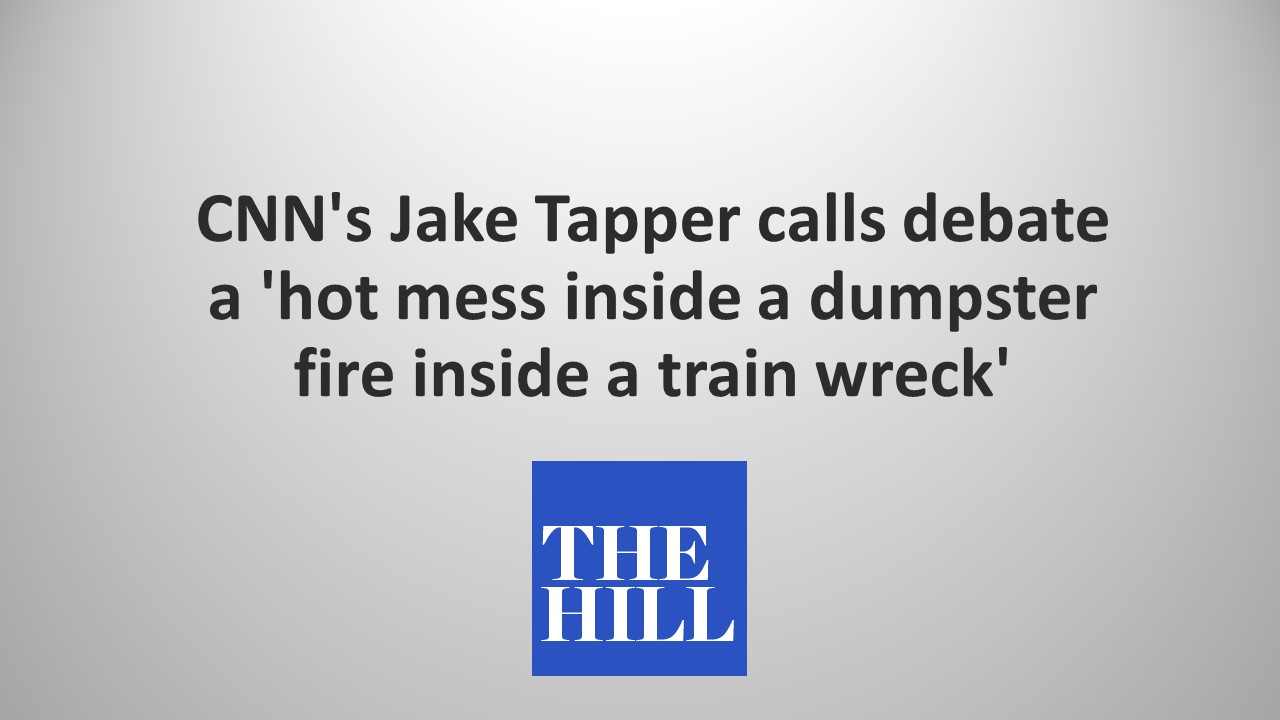 CNN's Jake Tapper calls debate
a 'hot mess inside a dumpster
fire inside a train wreck'
THE
HILL